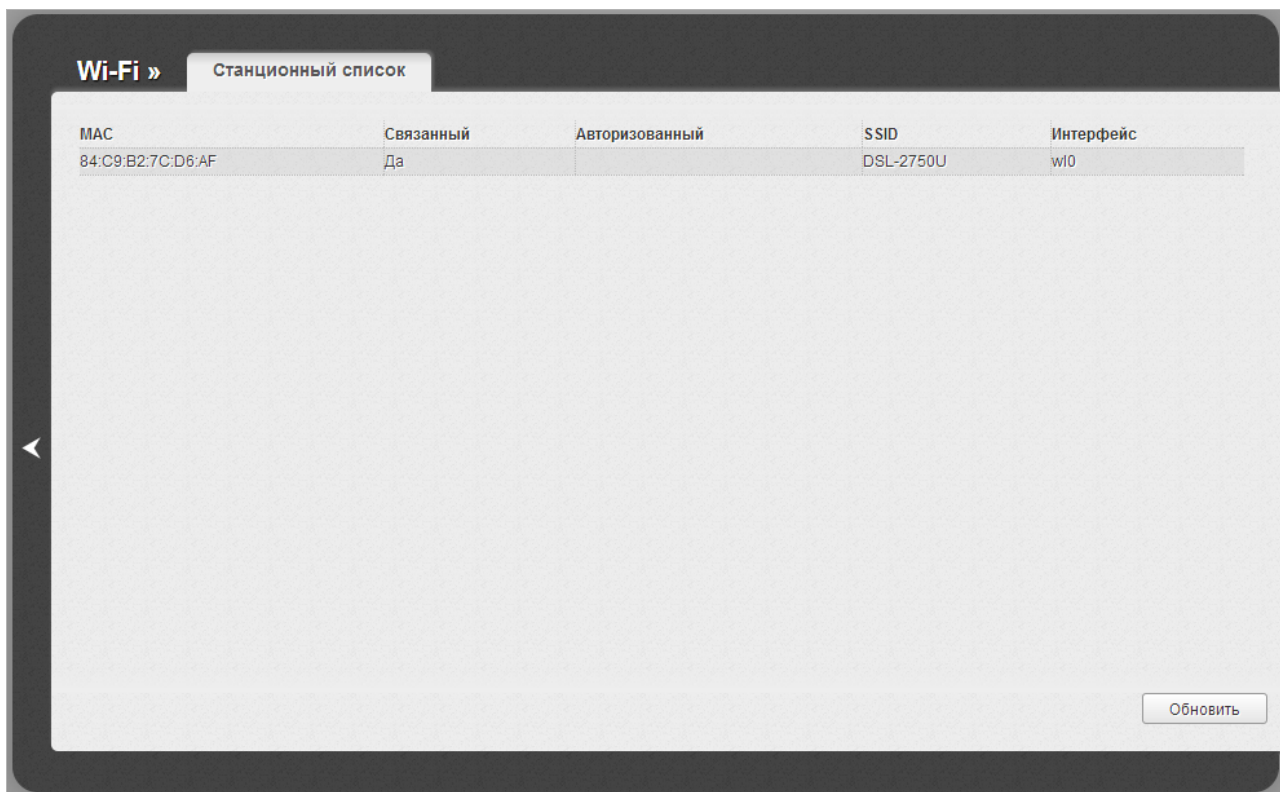 Wi-Fi » Станционный список
MAC Связанный Авторизованный SSID Интерфейс
84:C9:B2:7C:D6:AF Да DSL-2750U wl0
Обновить